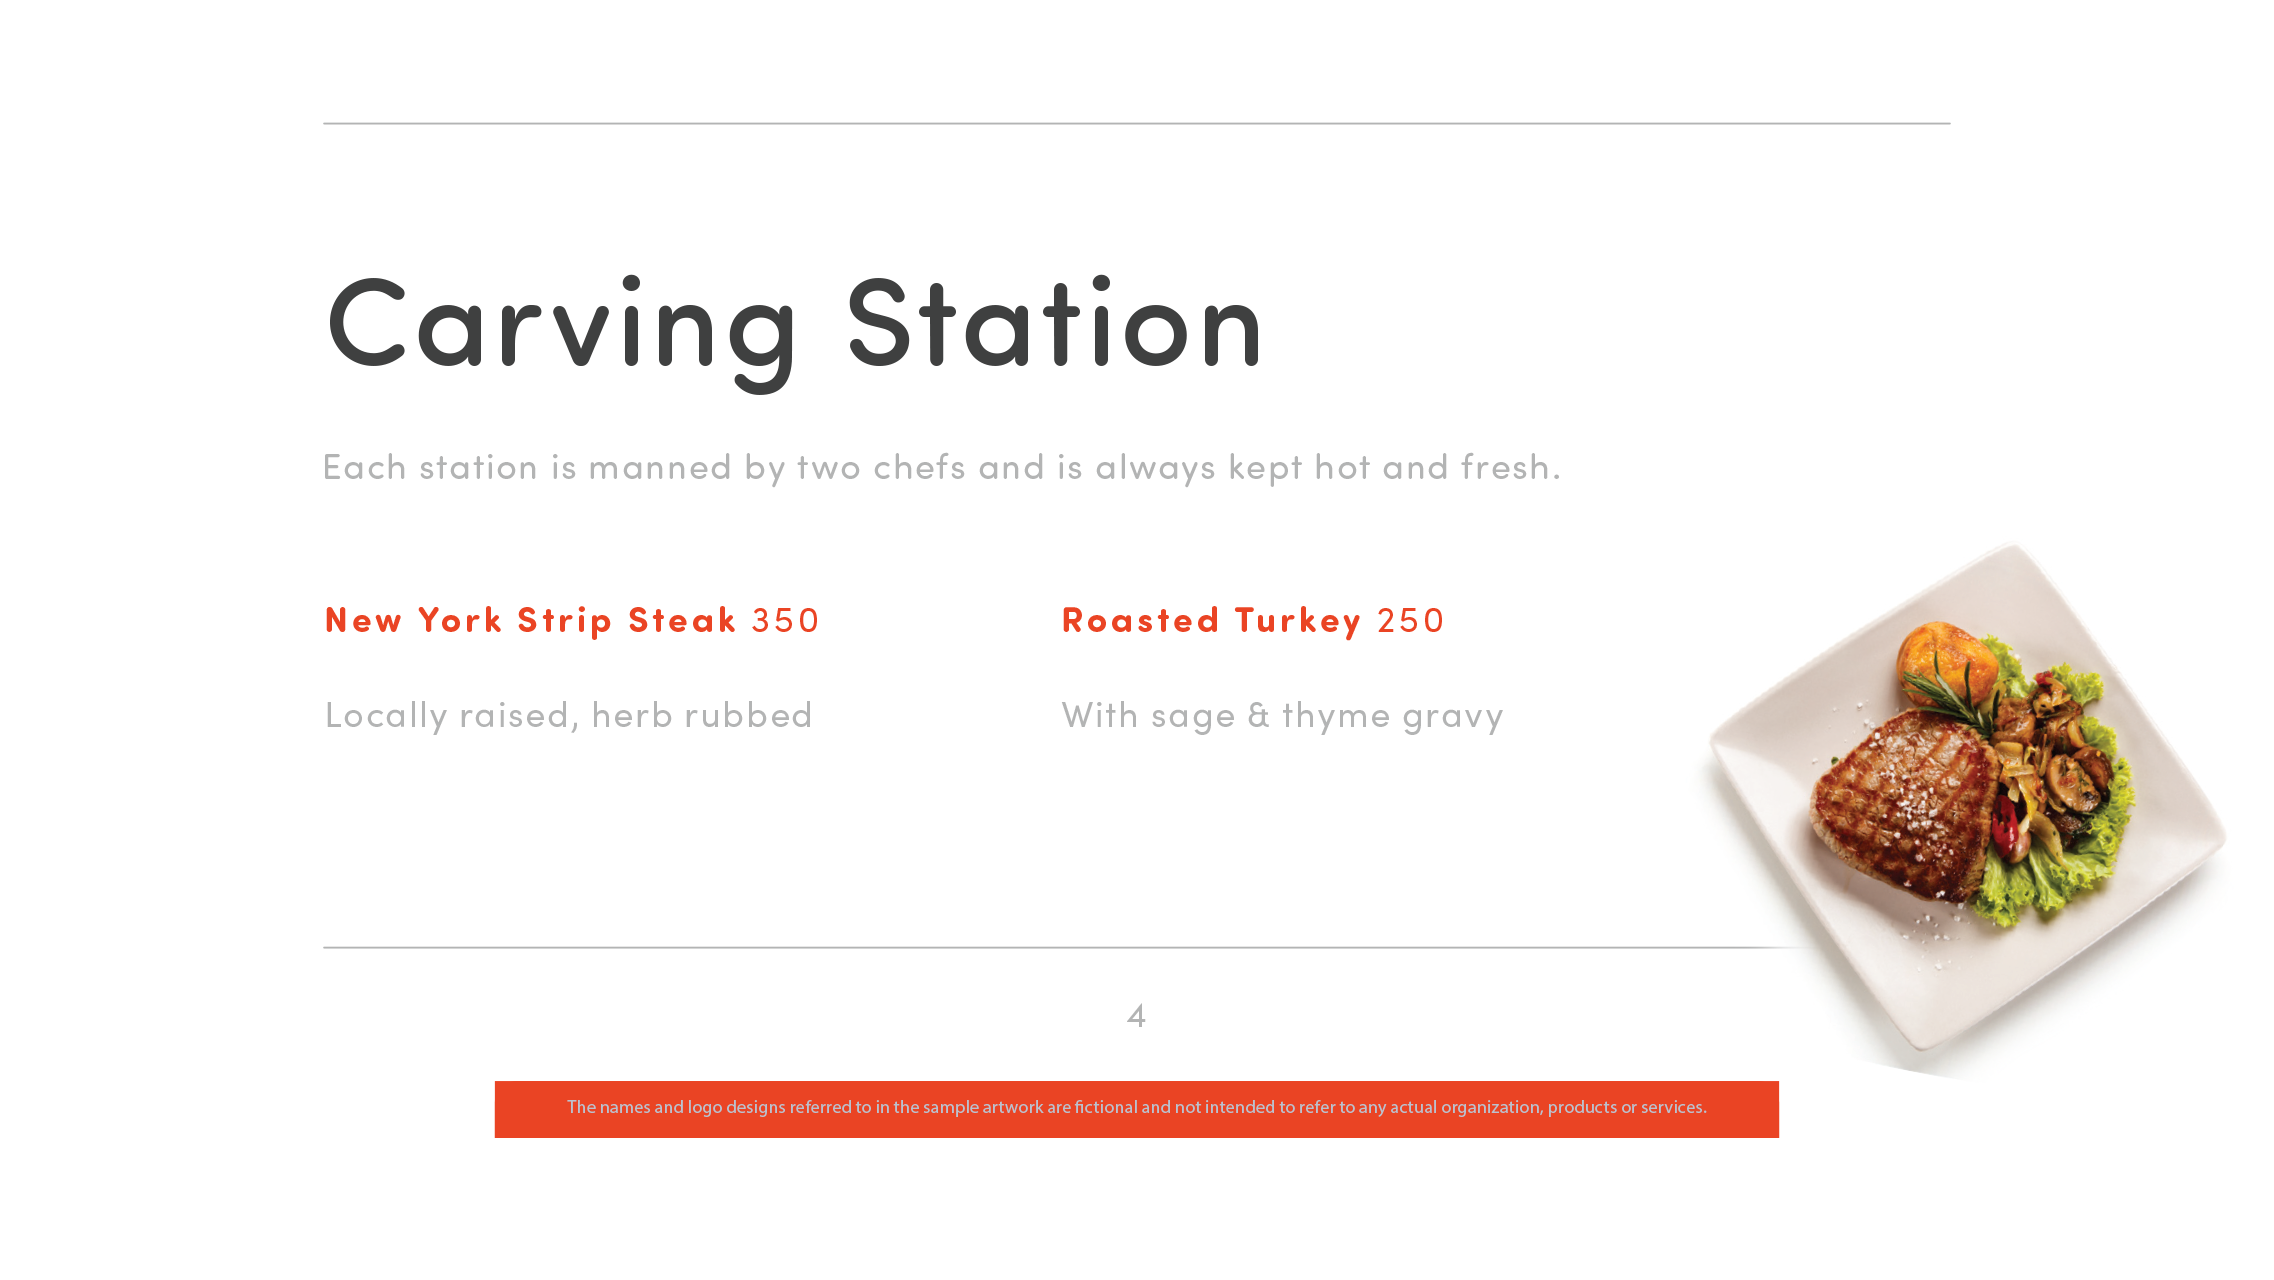 Carving Station
Each station is manned by two chefs and is always kept hot and fresh.
New York Strip Steak 350
Locally raised, herb rubbed
Roasted Turkey 250
With sage & thyme gravy
4
The names and logo designs referred to in the sample artwork are fictional and not intended to refer to any actual organization, products or services.